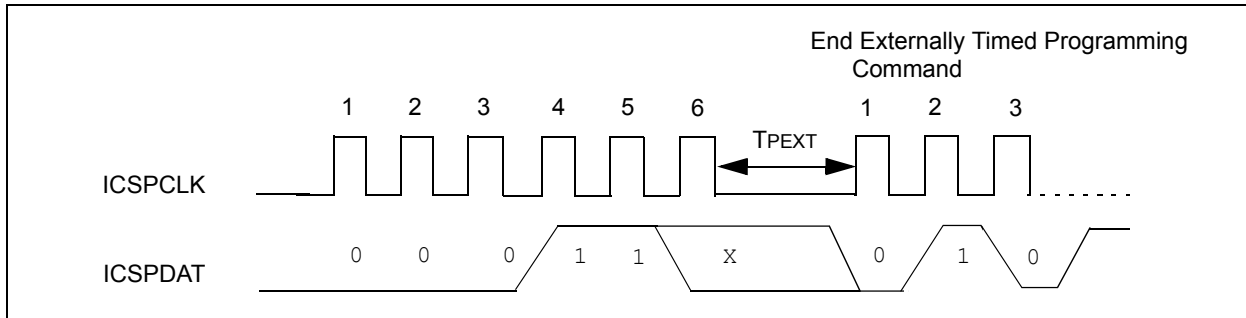 End Externally Timed Programming
Command
1 2 3 4 5 6 1 2 3
TPEXT
ICSPCLK
0 0 0 1 1 X 0 1 0
ICSPDAT